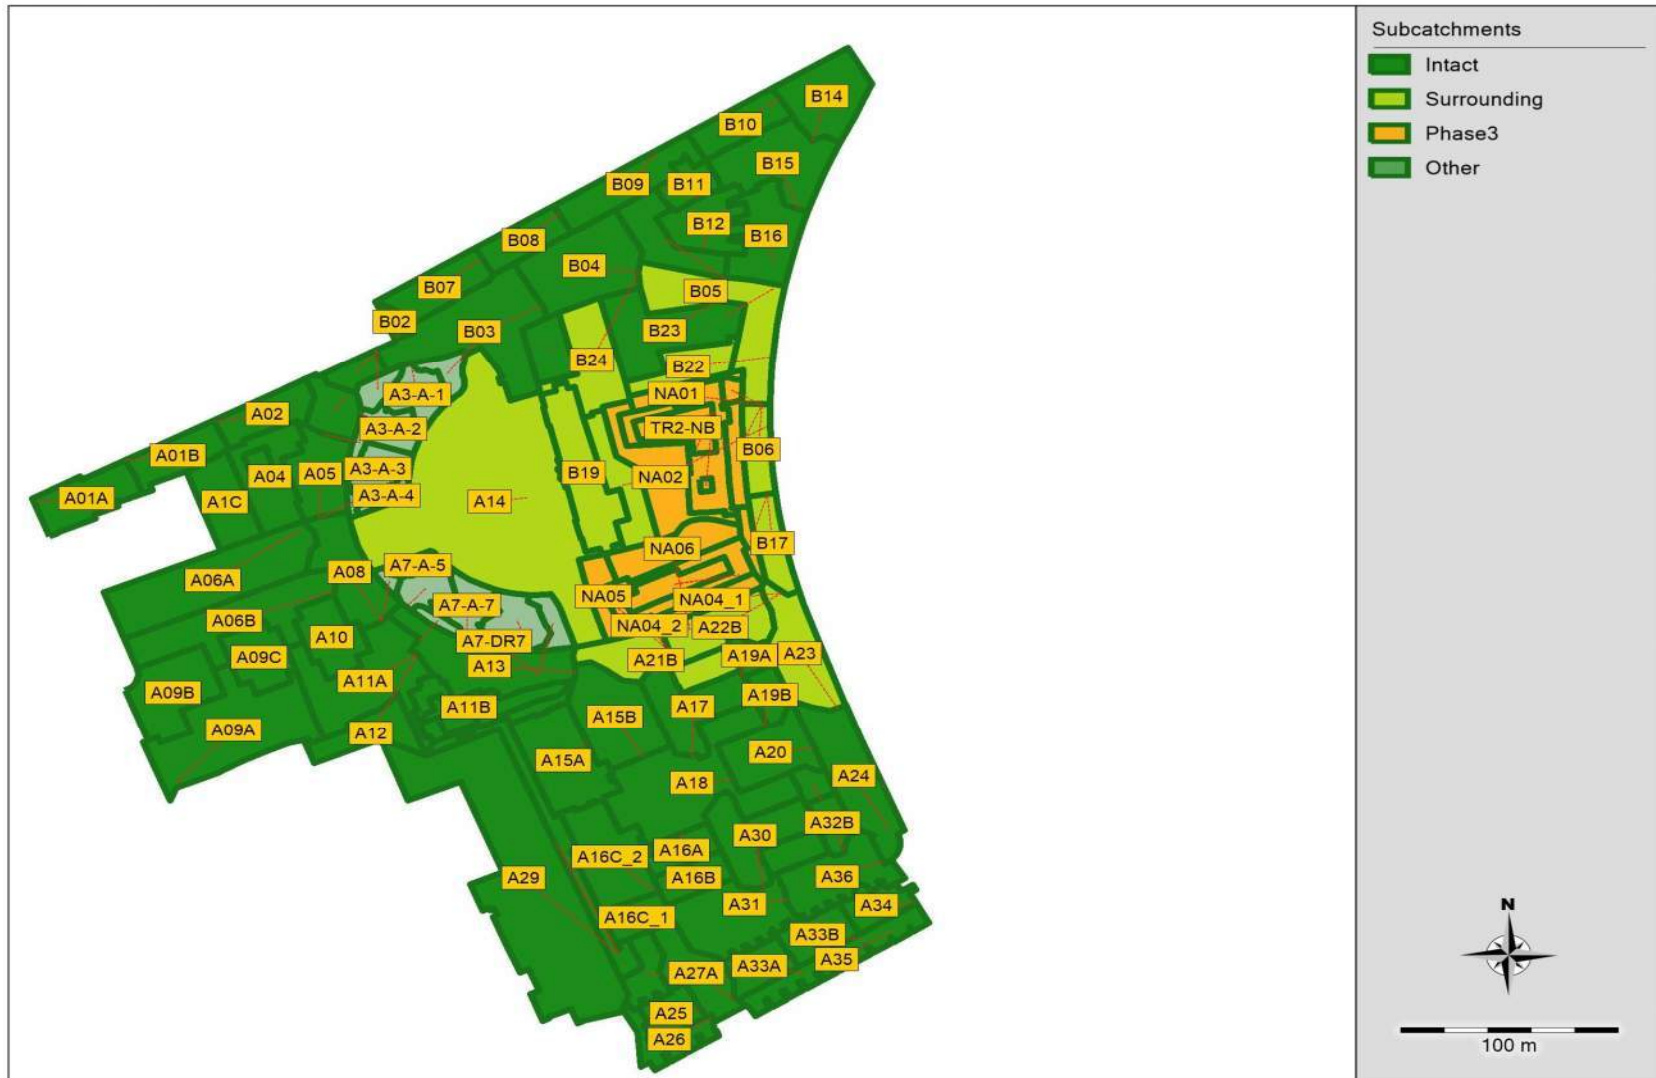 Subcatchments
Intact
Surrounding
Phase3
Other
B14
B10
B15
B09
B11
B12
B08
B16
B04
B07
B05
B02
B03
B23
B24
B22
A3-A-1
NA01
A02
A3-A-2
TR2-NB
A01B
B06
A3-A-3
A04
A05
B19
NA02
A3-A-4
A01A
A1C
A14
B17
NA06
A7-A-5
A08
A06A
NA05
NA04_1
A7-A-7
A06B
NA04_2
A22B
A10
A7-DR7
A09C
A21B
A19A
A23
A13
A11A
A09B
A19B
A11B
A17
A15B
A09A
A12
A20
A15A
A24
A18
A32B
A30
A16A
A16C_2
A29
A16B
A36
A31
A34
A16C_1
A33B
A35
A33A
A27A
A25
A26
N
100 m